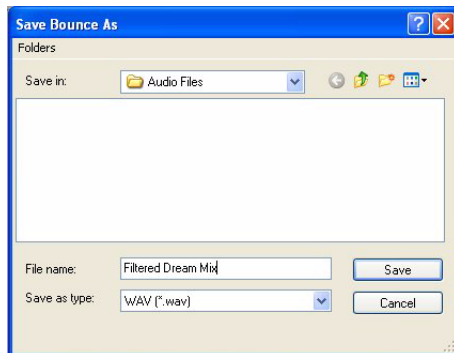 Save Bounce As
Folders
Save in: Audio Files
File name: Filtered Dream Mix Save
Save as type: WAV (*.wav) Cancel